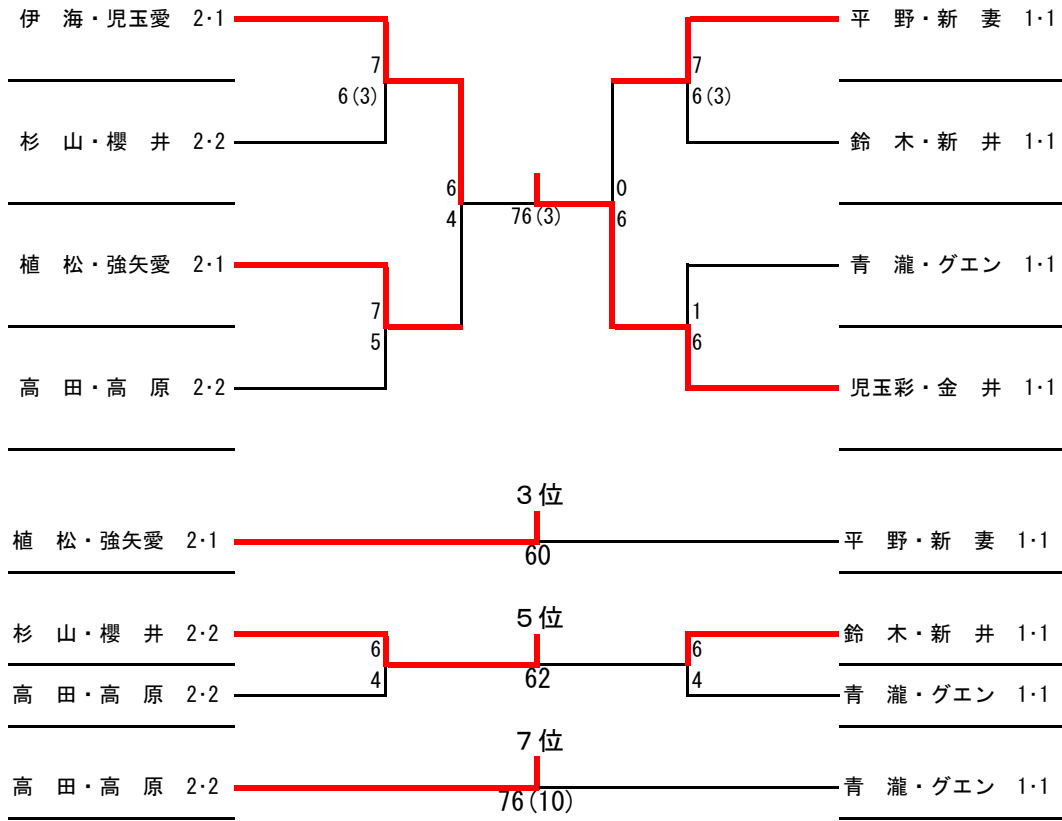 伊　海・児玉愛 2・1
平　野・新　妻 1・1
7
7
6(3)
6(3)
杉　山・櫻　井 2・2
鈴　木・新　井 1・1
6
0
4
76(3)
6
植　松・強矢愛 2・1
青　瀧・グエン 1・1
7
1
5
6
高　田・高　原 2・2
児玉彩・金　井 1・1
３位
植　松・強矢愛 2・1
60
平　野・新　妻 1・1
５位
杉　山・櫻　井 2・2
鈴　木・新　井 1・1
6
6
4
62
4
高　田・高　原 2・2
青　瀧・グエン 1・1
７位
高　田・高　原 2・2
76(10)
青　瀧・グエン 1・1